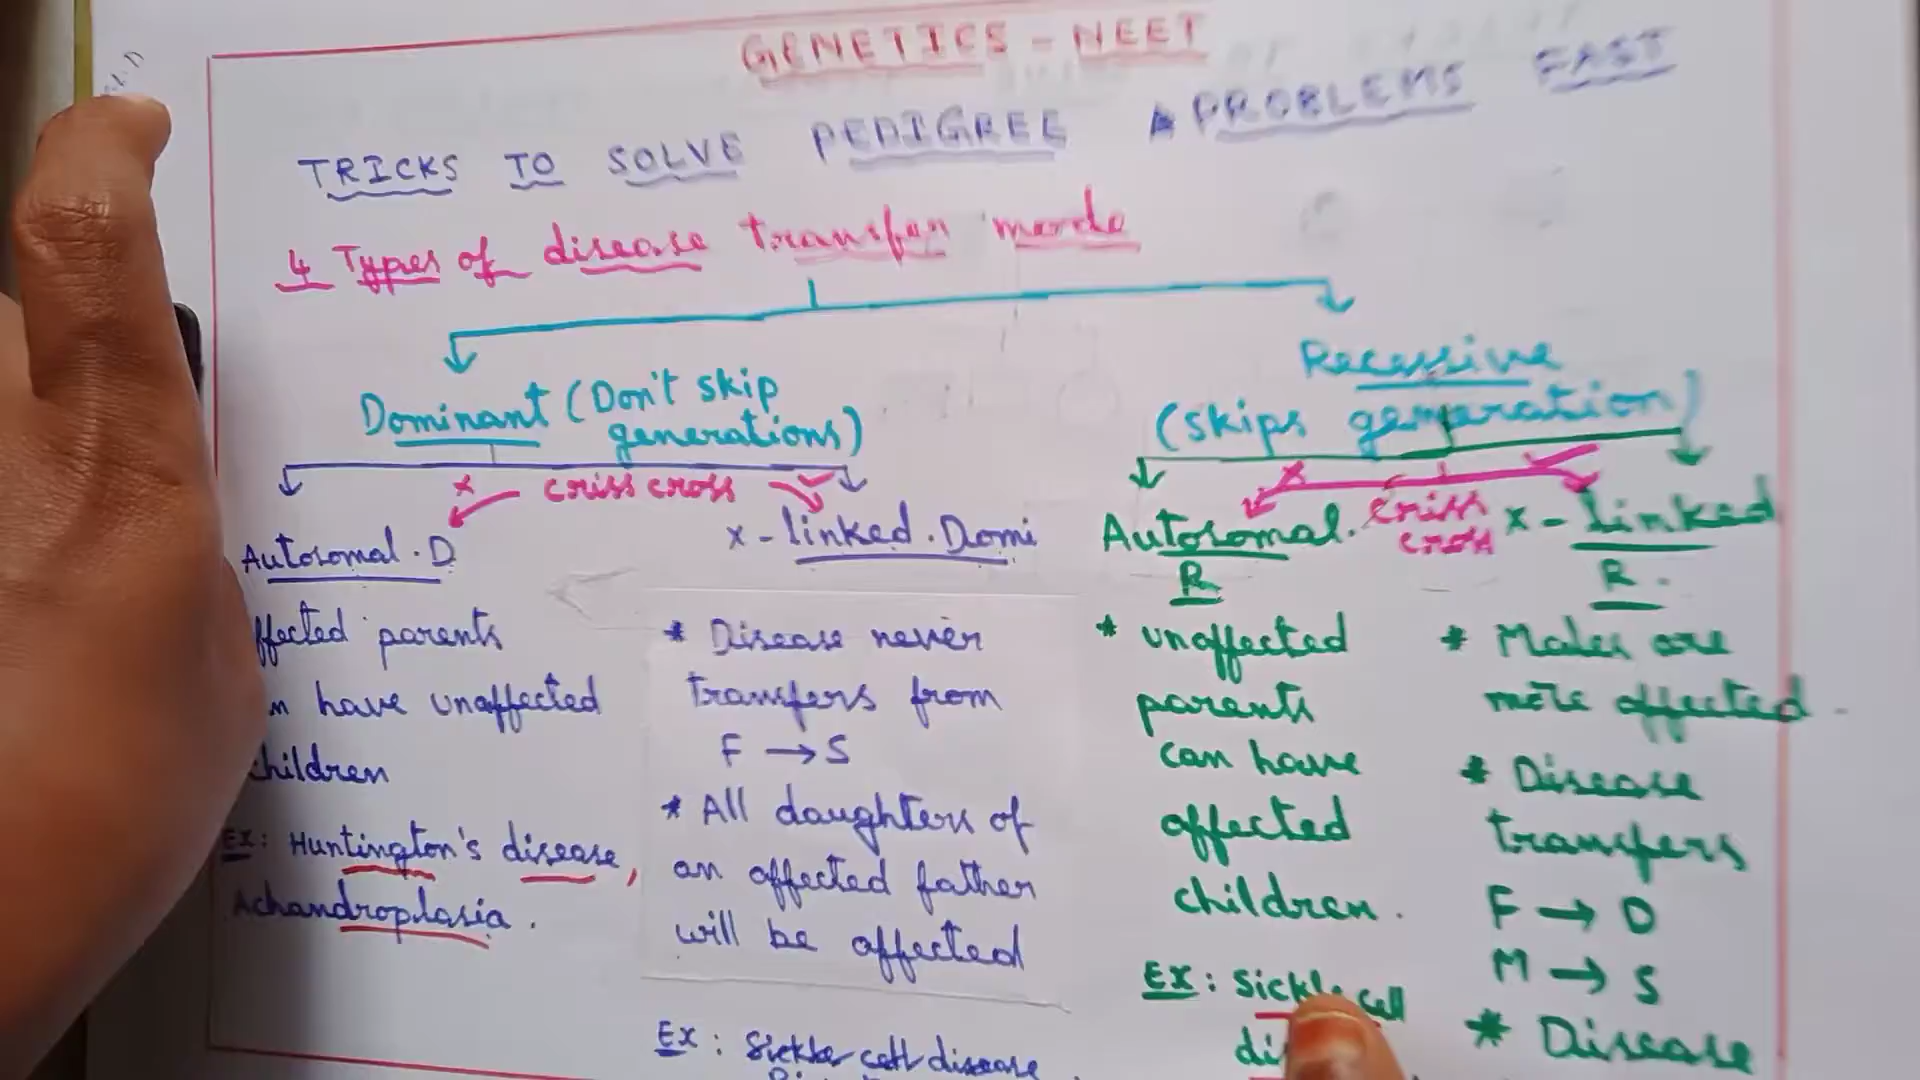 GENETICS - NEET
TRICKS TO SOLVE PEDIGREE PROBLEMS FAST
4 Types of disease transfer mode
Dominant (Don't skip
generations)
Recessive
(skips generation)
x criss cross
x criss
cross
Autosomal . D
ffected parents
n have unaffected
children
Ex: Huntington's disease,
Achandroplasia .
x - linked . Domi
* Disease never
transfers from
F → S
* All daughters of
an affected father
will be affected
Ex : Sickle cell disease
Autosomal .
R
* unaffected
parents
can have
affected
children .
Ex : Sickle cell
di
x - linked
R .
* Males are
more affected
* Disease
transfers
F → D
M → S
* Disease